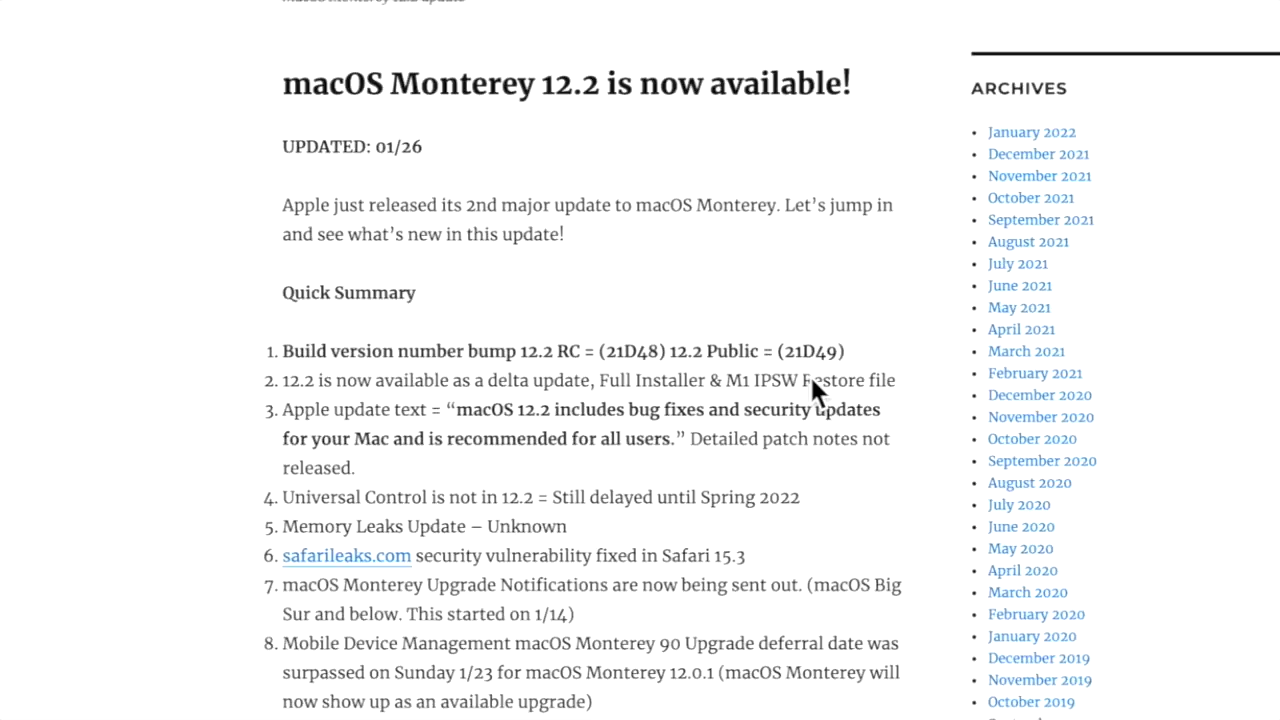 macOS Monterey 12.2 update
macOS Monterey 12.2 is now available!
UPDATED: 01/26
Apple just released its 2nd major update to macOS Monterey. Let’s jump in
and see what’s new in this update!
Quick Summary
1. Build version number bump 12.2 RC = (21D48) 12.2 Public = (21D49)
2. 12.2 is now available as a delta update, Full Installer & M1 IPSW Restore file
3. Apple update text = “macOS 12.2 includes bug fixes and security updates
for your Mac and is recommended for all users.” Detailed patch notes not
released.
4. Universal Control is not in 12.2 = Still delayed until Spring 2022
5. Memory Leaks Update – Unknown
6. safarileaks.com security vulnerability fixed in Safari 15.3
7. macOS Monterey Upgrade Notifications are now being sent out. (macOS Big
Sur and below. This started on 1/14)
8. Mobile Device Management macOS Monterey 90 Upgrade deferral date was
surpassed on Sunday 1/23 for macOS Monterey 12.0.1 (macOS Monterey will
now show up as an available upgrade)
ARCHIVES
• January 2022
• December 2021
• November 2021
• October 2021
• September 2021
• August 2021
• July 2021
• June 2021
• May 2021
• April 2021
• March 2021
• February 2021
• December 2020
• November 2020
• October 2020
• September 2020
• August 2020
• July 2020
• June 2020
• May 2020
• April 2020
• March 2020
• February 2020
• January 2020
• December 2019
• November 2019
• October 2019